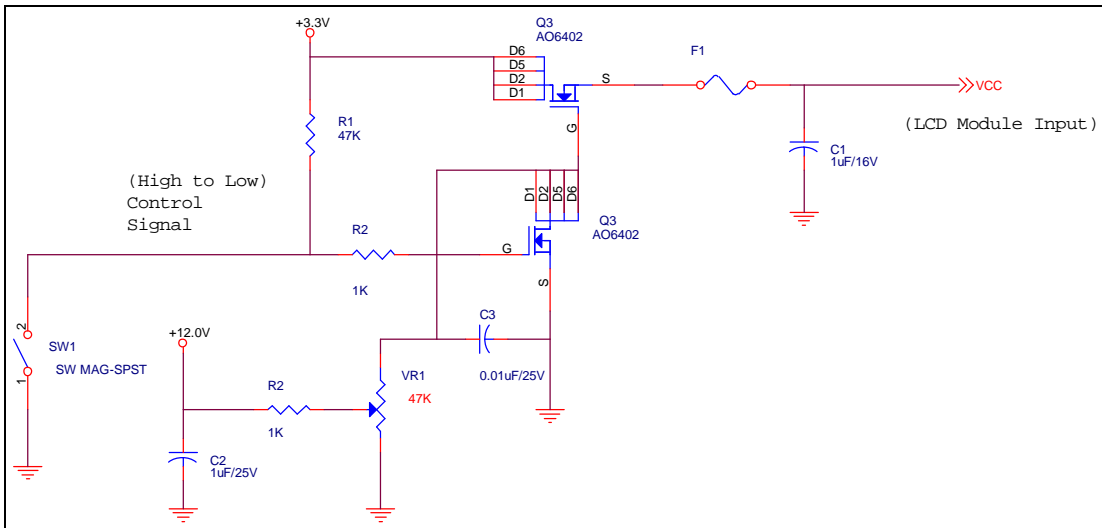 +3.3V
Q3
AO6402
D6
D5
D2
D1
S
G
F1
VCC
(LCD Module Input)
R1
47K
C1
1uF/16V
(High to Low)
Control
Signal
D1
D2
D5
D6
Q3
AO6402
R2
1K
G
S
2
1
SW1
SW MAG-SPST
+12.0V
C3
0.01uF/25V
R2
1K
VR1
47K
C2
1uF/25V